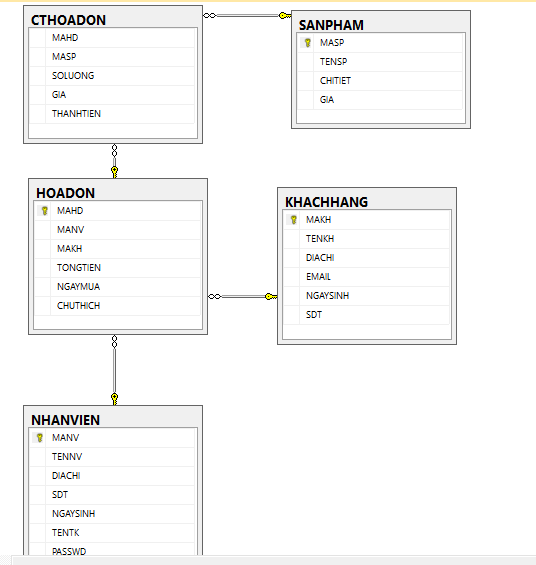 CTHOADON
MAHD
MASP
SOLUONG
GIA
THANHTIEN
SANPHAM
MASP
TENSP
CHITIET
GIA
HOADON
MAHD
MANV
MAKH
TONGTIEN
NGAYMUA
CHUTHICH
KHACHHANG
MAKH
TENKH
DIACHI
EMAIL
NGAYSINH
SDT
NHANVIEN
MANV
TENNV
DIACHI
SDT
NGAYSINH
TENTK
PASSWD